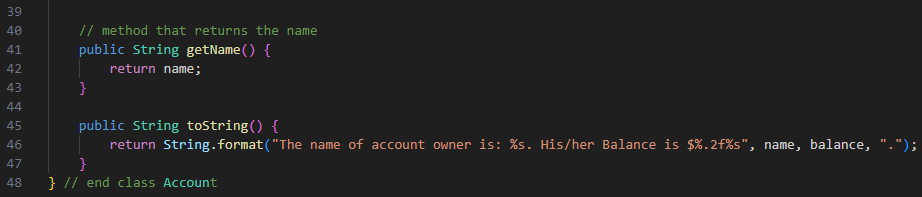 39
40 // method that returns the name
41 public String getName() {
42 return name;
43 }
44
45 public String toString() {
46 return String.format("The name of account owner is: %s. His/her Balance is $%.2f%s", name, balance, ".");
47 }
48 } // end class Account